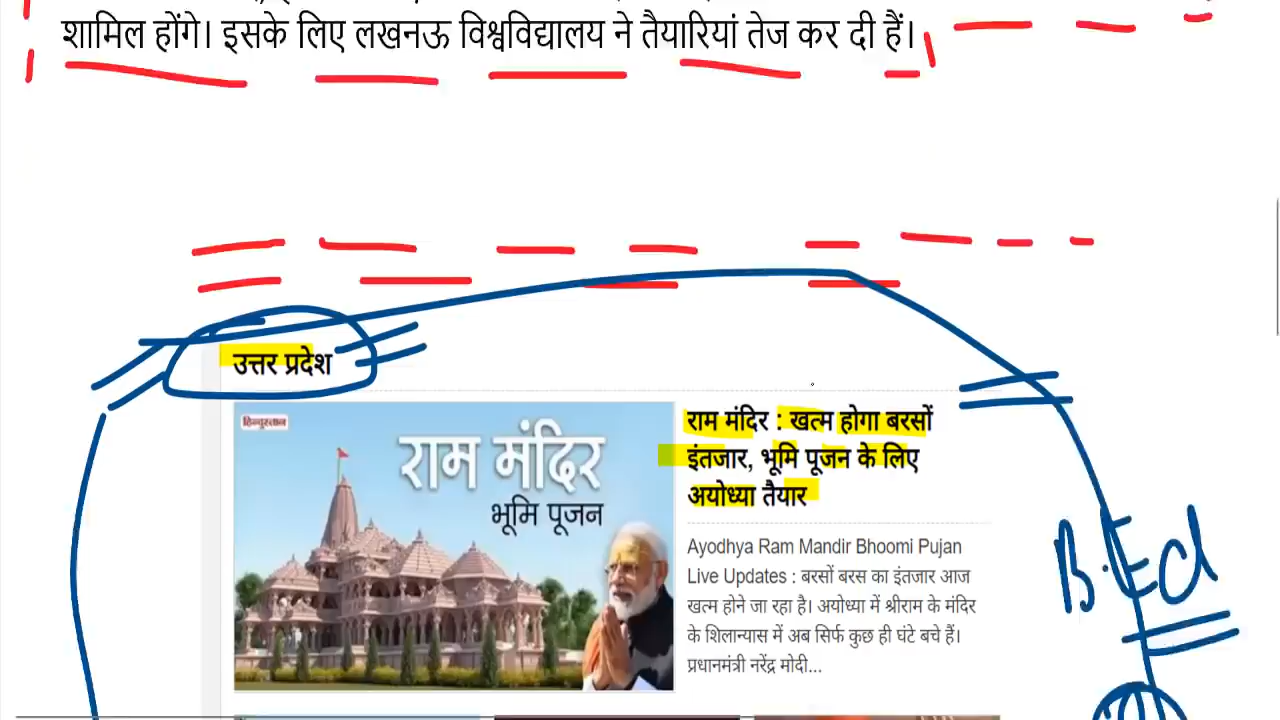 शामिल होंगे। इसके लिए लखनऊ विश्वविद्यालय ने तैयारियां तेज कर दी हैं।
उत्तर प्रदेश
हिन्दुस्तान
राम मंदिर
भूमि पूजन
राम मंदिर : खत्म होगा बरसों
इंतजार, भूमि पूजन के लिए
अयोध्या तैयार
Ayodhya Ram Mandir Bhoomi Pujan
Live Updates : बरसों बरस का इंतजार आज
खत्म होने जा रहा है। अयोध्या में श्रीराम के मंदिर
के शिलान्यास में अब सिर्फ कुछ ही घंटे बचे हैं।
प्रधानमंत्री नरेंद्र मोदी...
B.Ed